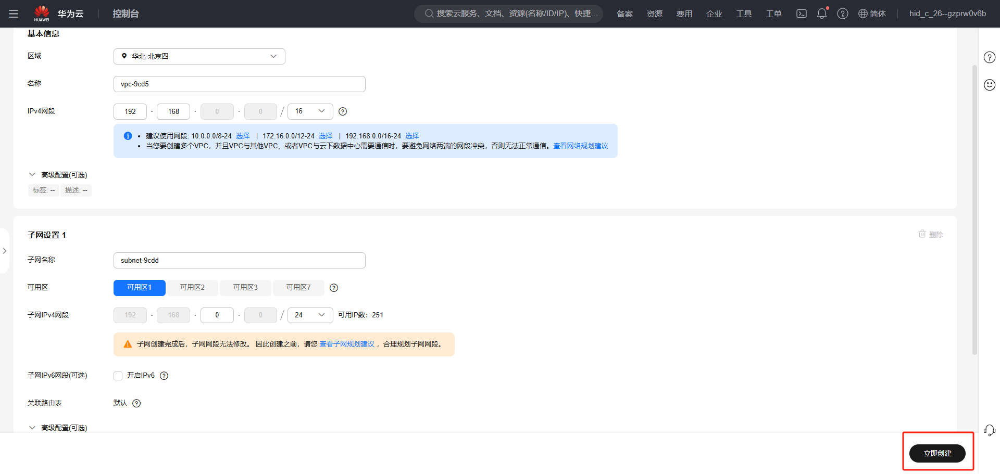 HUAWEI 华为云 控制台 搜索云服务、文档、资源(名称/ID/IP)、快捷... 备案 资源 费用 企业 工具 工单 简体 hid_c_26--gzprw0v6b
基本信息
区域 华北-北京四
名称 vpc-9cd5
IPv4网段 192 · 168 · 0 · 0 / 16
建议使用网段: 10.0.0.0/8-24 选择 | 172.16.0.0/12-24 选择 | 192.168.0.0/16-24 选择
当您要创建多个VPC，并且VPC与其他VPC、或者VPC与云下数据中心需要通信时，要避免网络两端的网段冲突，否则无法正常通信。查看网络规划建议
高级配置(可选)
标签: -- 描述: --
子网设置 1 删除
子网名称 subnet-9cdd
可用区 可用区1 可用区2 可用区3 可用区7
子网IPv4网段 192 · 168 · 0 · 0 / 24 可用IP数：251
子网创建完成后，子网网段无法修改。 因此创建之前，请您 查看子网规划建议 ，合理规划子网网段。
子网IPv6网段(可选) 开启IPv6
关联路由表 默认
高级配置(可选)
立即创建